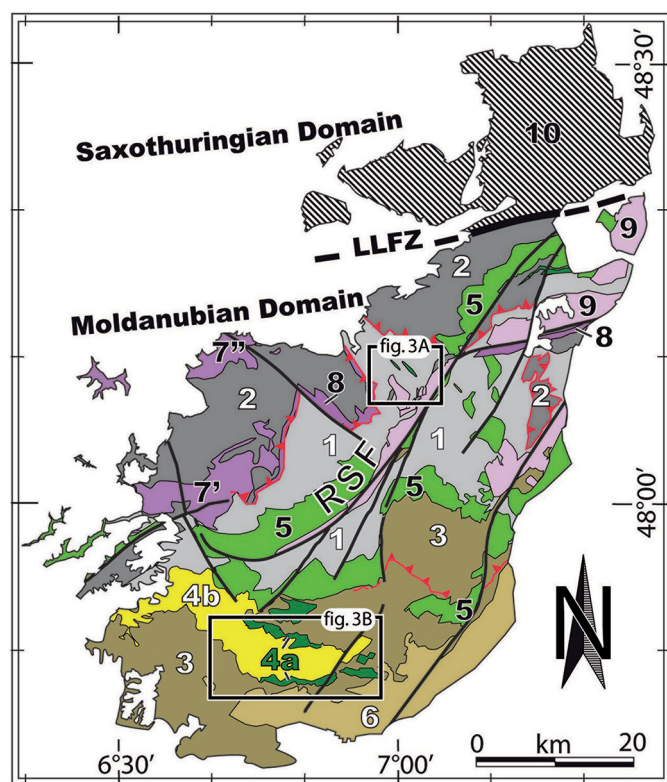 48°30'
Saxothuringian Domain
10
LLFZ
9
2
Moldanubian Domain
5
9
7”
fig. 3A
8
8
2
2
1
1
RSF
7’
5
5
1
3
4b
5
fig. 3B
4a
3
6
48°00'
N
6°30'
7°00'
0
km
20